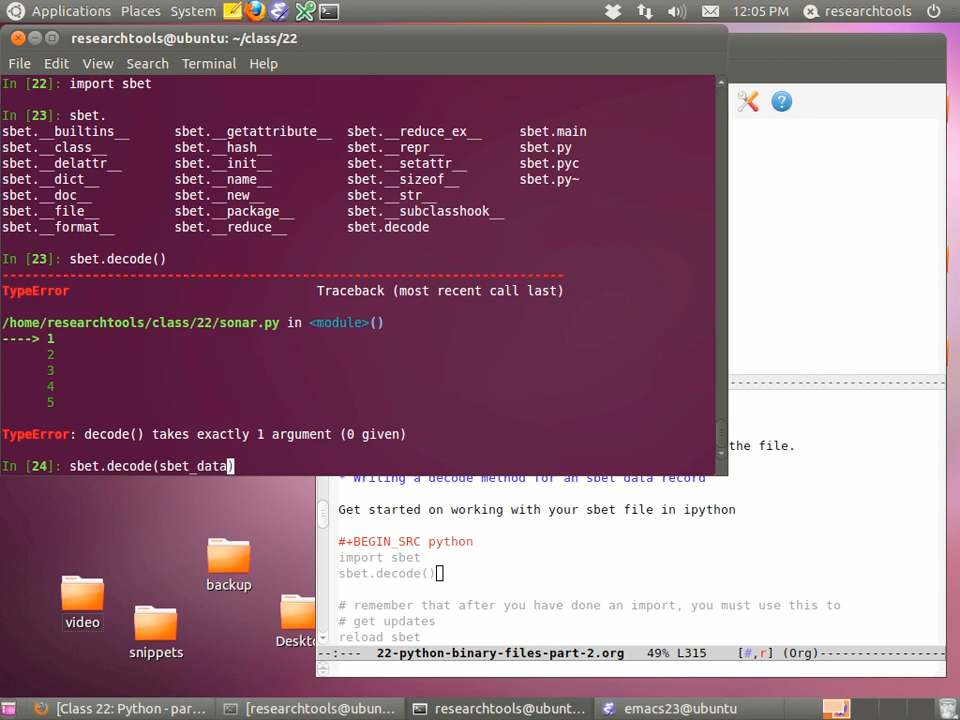 Applications Places System 12:05 PM researchtools
researchtools@ubuntu: ~/class/22
File Edit View Search Terminal Help
In [22]: import sbet
In [23]: sbet.
sbet.__builtins__ sbet.__getattribute__ sbet.__reduce_ex__ sbet.main
sbet.__class__ sbet.__hash__ sbet.__repr__ sbet.py
sbet.__delattr__ sbet.__init__ sbet.__setattr__ sbet.pyc
sbet.__dict__ sbet.__name__ sbet.__sizeof__ sbet.py~
sbet.__doc__ sbet.__new__ sbet.__str__
sbet.__file__ sbet.__package__ sbet.__subclasshook__
sbet.__format__ sbet.__reduce__ sbet.decode
In [23]: sbet.decode()
---------------------------------------------------------------------------
TypeError Traceback (most recent call last)
/home/researchtools/class/22/sonar.py in <module>()
----> 1
2
3
4
5
TypeError: decode() takes exactly 1 argument (0 given)
In [24]: sbet.decode(sbet_data)
the file.
* Writing a decode method for an sbet data record
Get started on working with your sbet file in ipython
#+BEGIN_SRC python
import sbet
sbet.decode()
# remember that after you have done an import, you must use this to
# get updates
reload sbet
--:--- 22-python-binary-files-part-2.org 49% L315 [#,r] (Org)----------------
backup
video
snippets
Deskto
[Class 22: Python - par... [researchtools@ubun... researchtools@ubunt... emacs23@ubuntu